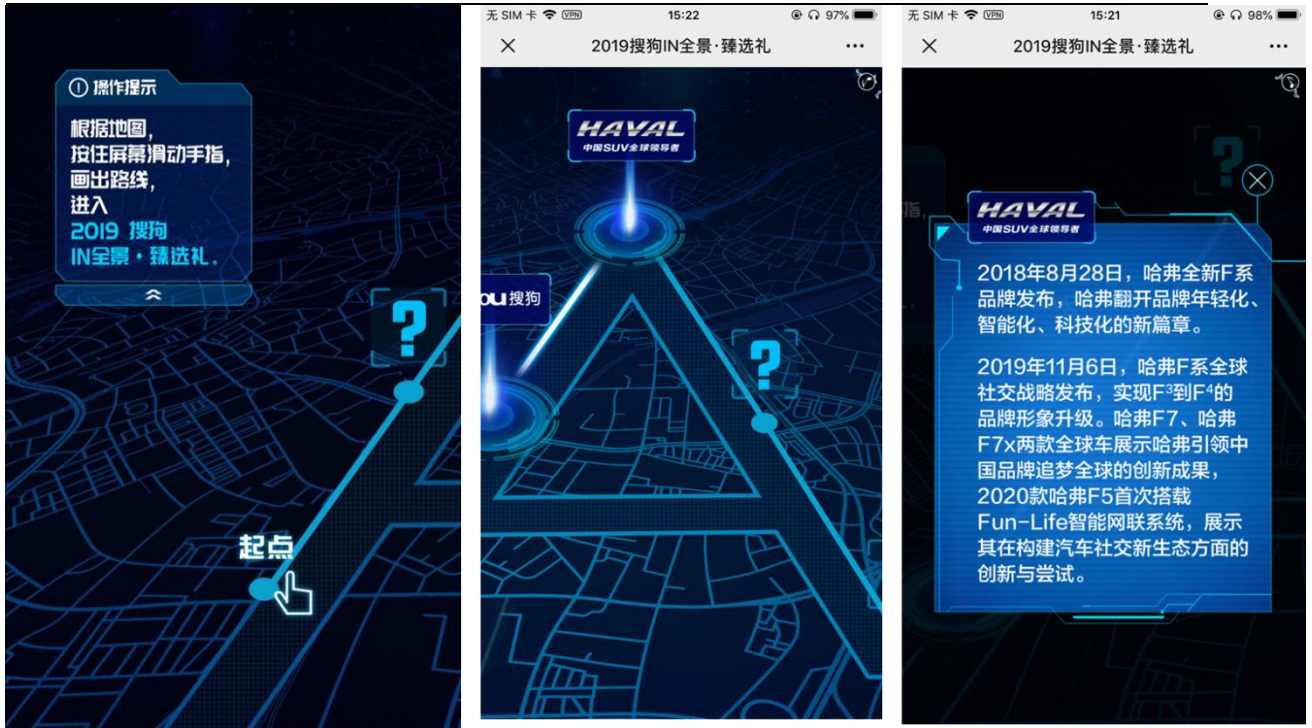 操作提示
根据地图，
按住屏幕滑动手指，
画出路线，
进入
2019 搜狗
IN全景·臻选礼。
?
起点
无 SIM 卡 VPN 15:22 97%
2019搜狗IN全景·臻选礼
HAVAL
中国SUV全球领导者
ou搜狗
?
无 SIM 卡 VPN 15:21 98%
2019搜狗IN全景·臻选礼
?
指，
HAVAL
中国SUV全球领导者
2018年8月28日，哈弗全新F系
品牌发布，哈弗翻开品牌年轻化、
智能化、科技化的新篇章。
2019年11月6日，哈弗F系全球
社交战略发布，实现F³到F⁴的
品牌形象升级。哈弗F7、哈弗
F7x两款全球车展示哈弗引领中
国品牌追梦全球的创新成果，
2020款哈弗F5首次搭载
Fun-Life智能网联系统，展示
其在构建汽车社交新生态方面的
创新与尝试。